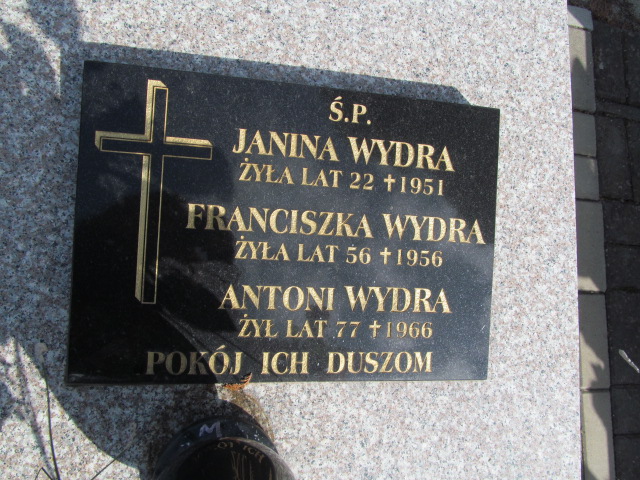 Ś.P.
JANINA WYDRA
ŻYŁA LAT 22 †1951
FRANCISZKA WYDRA
ŻYŁA LAT 56 †1956
ANTONI WYDRA
ŻYŁ LAT 77 †1966
POKÓJ ICH DUSZOM